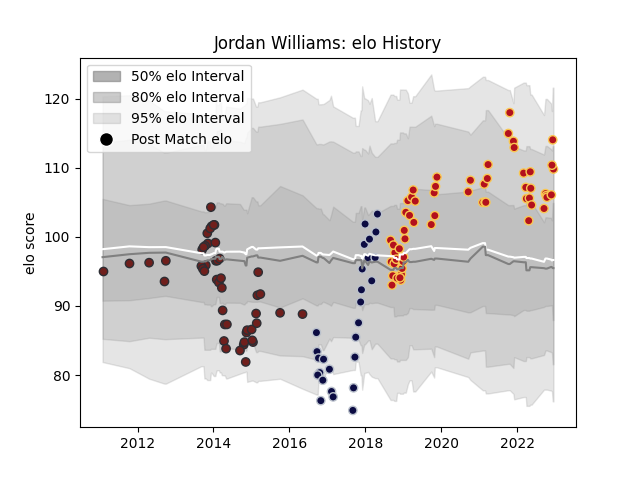 Jordan Williams: elo History
50% elo Interval
80% elo Interval
95% elo Interval
Post Match elo
elo score
120
110
100
90
80
2012 2014 2016 2018 2020 2022